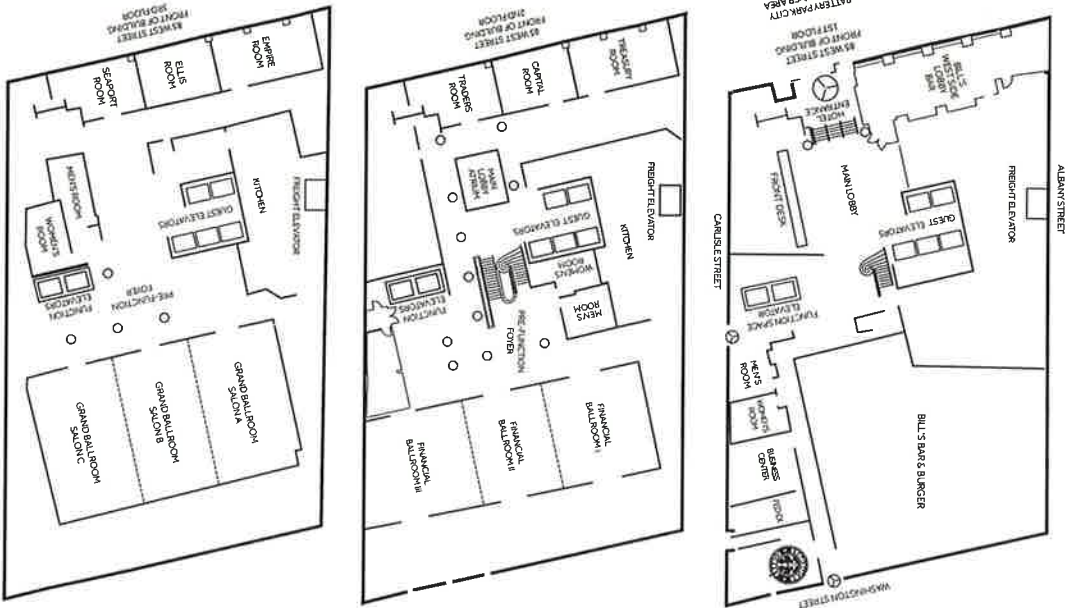 85 WEST STREET
FRONT OF BUILDING
3RD FLOOR
EMPIRE
ROOM
ELLIS
ROOM
SEAPORT
ROOM
MEN'S ROOM
WOMEN'S
ROOM
GUEST ELEVATORS
KITCHEN
FREIGHT ELEVATOR
FUNCTION
ELEVATORS
PRE-FUNCTION
FOYER
GRAND BALLROOM
SALON C
GRAND BALLROOM
SALON B
GRAND BALLROOM
SALON A
85 WEST STREET
FRONT OF BUILDING
2ND FLOOR
TREASURY
ROOM
CAPITAL
ROOM
TRADERS
ROOM
MAIN
LOBBY
ATRIUM
GUEST ELEVATORS
KITCHEN
FREIGHT ELEVATOR
WOMEN'S
ROOM
MEN'S
ROOM
FUNCTION
ELEVATORS
PRE-FUNCTION
FOYER
FINANCIAL
BALLROOM III
FINANCIAL
BALLROOM II
FINANCIAL
BALLROOM I
BATTERY PARK CITY
AREA
85 WEST STREET
FRONT OF BUILDING
1ST FLOOR
BILL'S
WEST SIDE
LOBBY
BAR
HOTEL
ENTRANCE
MAIN LOBBY
FRONT DESK
GUEST ELEVATORS
FREIGHT ELEVATOR
ALBANY STREET
CARLISLE STREET
FUNCTION SPACE
ELEVATOR
MEN'S
ROOM
WOMEN'S
ROOM
BUSINESS
CENTER
FEDEX
BILL'S BAR & BURGER
WASHINGTON STREET